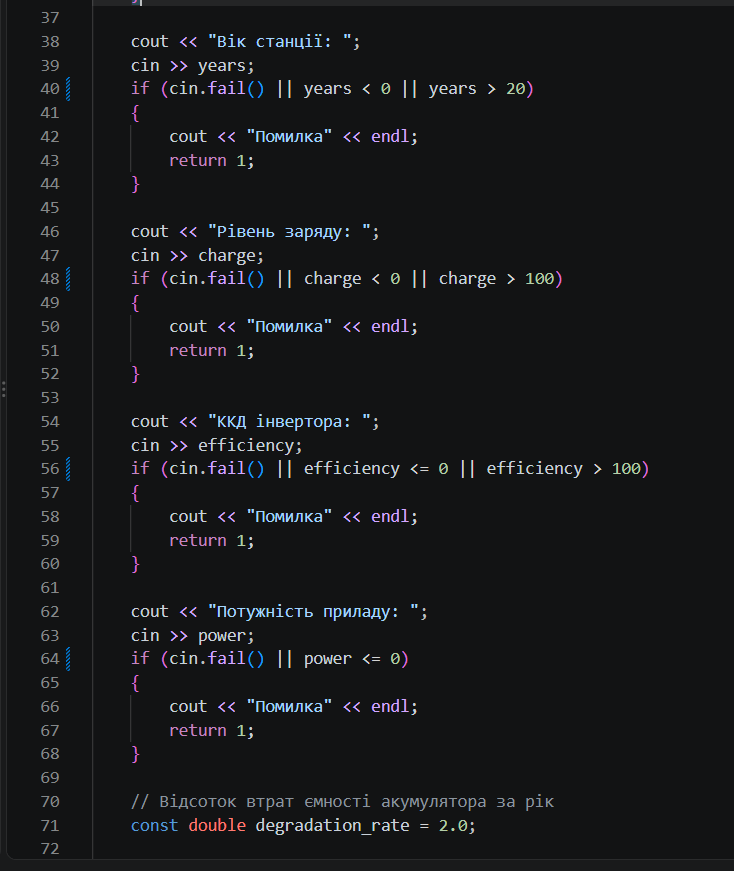 37
38 cout << "Вік станції: ";
39 cin >> years;
40 if (cin.fail() || years < 0 || years > 20)
41 {
42 cout << "Помилка" << endl;
43 return 1;
44 }
45
46 cout << "Рівень заряду: ";
47 cin >> charge;
48 if (cin.fail() || charge < 0 || charge > 100)
49 {
50 cout << "Помилка" << endl;
51 return 1;
52 }
53
54 cout << "ККД інвертора: ";
55 cin >> efficiency;
56 if (cin.fail() || efficiency <= 0 || efficiency > 100)
57 {
58 cout << "Помилка" << endl;
59 return 1;
60 }
61
62 cout << "Потужність приладу: ";
63 cin >> power;
64 if (cin.fail() || power <= 0)
65 {
66 cout << "Помилка" << endl;
67 return 1;
68 }
69
70 // Відсоток втрат ємності акумулятора за рік
71 const double degradation_rate = 2.0;
72